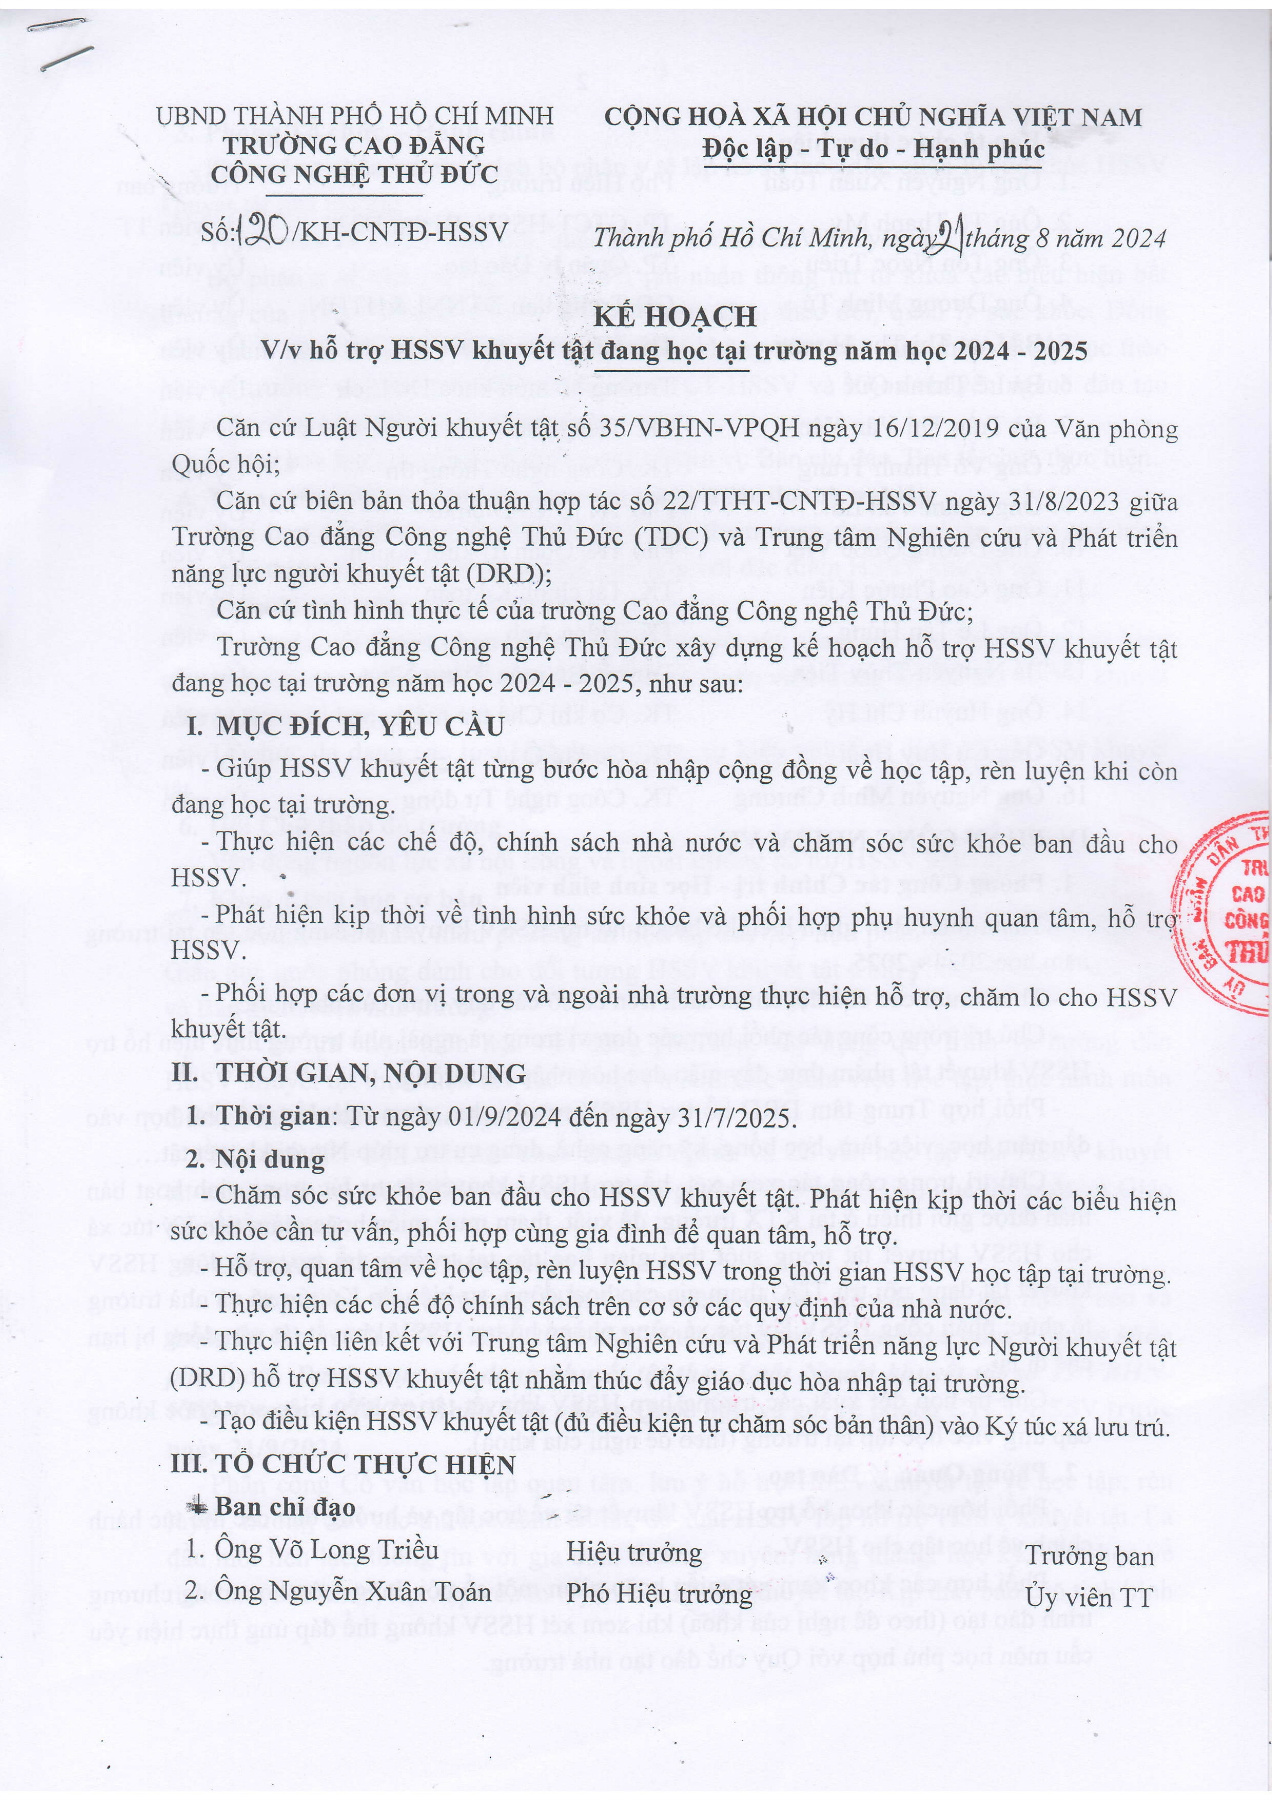 UBND THÀNH PHỐ HỒ CHÍ MINH
TRƯỜNG CAO ĐẲNG
CÔNG NGHỆ THỦ ĐỨC
Số:120/KH-CNTĐ-HSSV
CỘNG HOÀ XÃ HỘI CHỦ NGHĨA VIỆT NAM
Độc lập - Tự do - Hạnh phúc
Thành phố Hồ Chí Minh, ngày 21 tháng 8 năm 2024
KẾ HOẠCH
V/v hỗ trợ HSSV khuyết tật đang học tại trường năm học 2024 - 2025
Căn cứ Luật Người khuyết tật số 35/VBHN-VPQH ngày 16/12/2019 của Văn phòng
Quốc hội;
Căn cứ biên bản thỏa thuận hợp tác số 22/TTHT-CNTĐ-HSSV ngày 31/8/2023 giữa
Trường Cao đẳng Công nghệ Thủ Đức (TDC) và Trung tâm Nghiên cứu và Phát triển
năng lực người khuyết tật (DRD);
Căn cứ tình hình thực tế của trường Cao đẳng Công nghệ Thủ Đức;
Trường Cao đẳng Công nghệ Thủ Đức xây dựng kế hoạch hỗ trợ HSSV khuyết tật
đang học tại trường năm học 2024 - 2025, như sau:
I. MỤC ĐÍCH, YÊU CẦU
- Giúp HSSV khuyết tật từng bước hòa nhập cộng đồng về học tập, rèn luyện khi còn
đang học tại trường.
- Thực hiện các chế độ, chính sách nhà nước và chăm sóc sức khỏe ban đầu cho
HSSV.
- Phát hiện kịp thời về tình hình sức khỏe và phối hợp phụ huynh quan tâm, hỗ trợ
HSSV.
- Phối hợp các đơn vị trong và ngoài nhà trường thực hiện hỗ trợ, chăm lo cho HSSV
khuyết tật.
II. THỜI GIAN, NỘI DUNG
1. Thời gian: Từ ngày 01/9/2024 đến ngày 31/7/2025.
2. Nội dung
- Chăm sóc sức khỏe ban đầu cho HSSV khuyết tật. Phát hiện kịp thời các biểu hiện
sức khỏe cần tư vấn, phối hợp cùng gia đình để quan tâm, hỗ trợ.
- Hỗ trợ, quan tâm về học tập, rèn luyện HSSV trong thời gian HSSV học tập tại trường.
- Thực hiện các chế độ chính sách trên cơ sở các quy định của nhà nước.
- Thực hiện liên kết với Trung tâm Nghiên cứu và Phát triển năng lực Người khuyết tật
(DRD) hỗ trợ HSSV khuyết tật nhằm thúc đẩy giáo dục hòa nhập tại trường.
- Tạo điều kiện HSSV khuyết tật (đủ điều kiện tự chăm sóc bản thân) vào Ký túc xá lưu trú.
III. TỔ CHỨC THỰC HIỆN
Ban chỉ đạo
1. Ông Võ Long Triều Hiệu trưởng Trưởng ban
2. Ông Nguyễn Xuân Toán Phó Hiệu trưởng Ủy viên TT